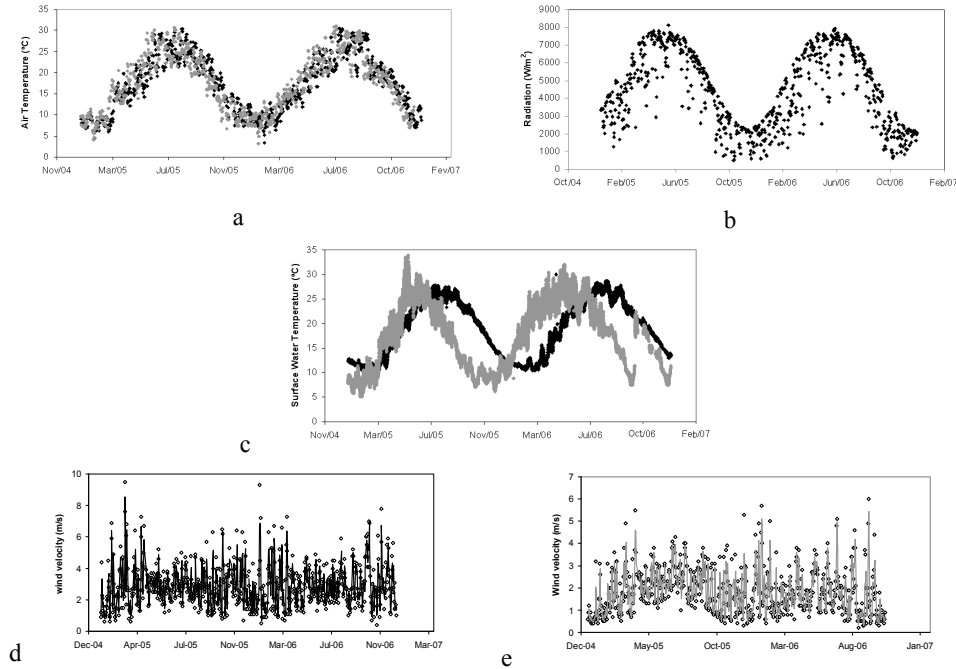 35
30
25
20
15
10
5
0
Air Temperature (ºC)
Nov/04 Mar/05 Jul/05 Nov/05 Mar/06 Jul/06 Oct/06 Fev/07
a
9000
8000
7000
6000
5000
4000
3000
2000
1000
0
Radiation (W/m²)
Oct/04 Feb/05 Jun/05 Oct/05 Feb/06 Jun/06 Oct/06 Feb/07
b
35
30
25
20
15
10
5
0
Surface Water Temperature (ºC)
Nov/04 Mar/05 Jul/05 Nov/05 Mar/06 Jul/06 Oct/06 Feb/07
c
10
8
6
4
2
0
wind velocity (m/s)
Dec-04 Apr-05 Jul-05 Nov-05 Mar-06 Jul-06 Nov-06 Mar-07
d
7
6
5
4
3
2
1
0
Wind velocity (m/s)
Dec-04 May-05 Oct-05 Mar-06 Aug-06 Jan-07
e